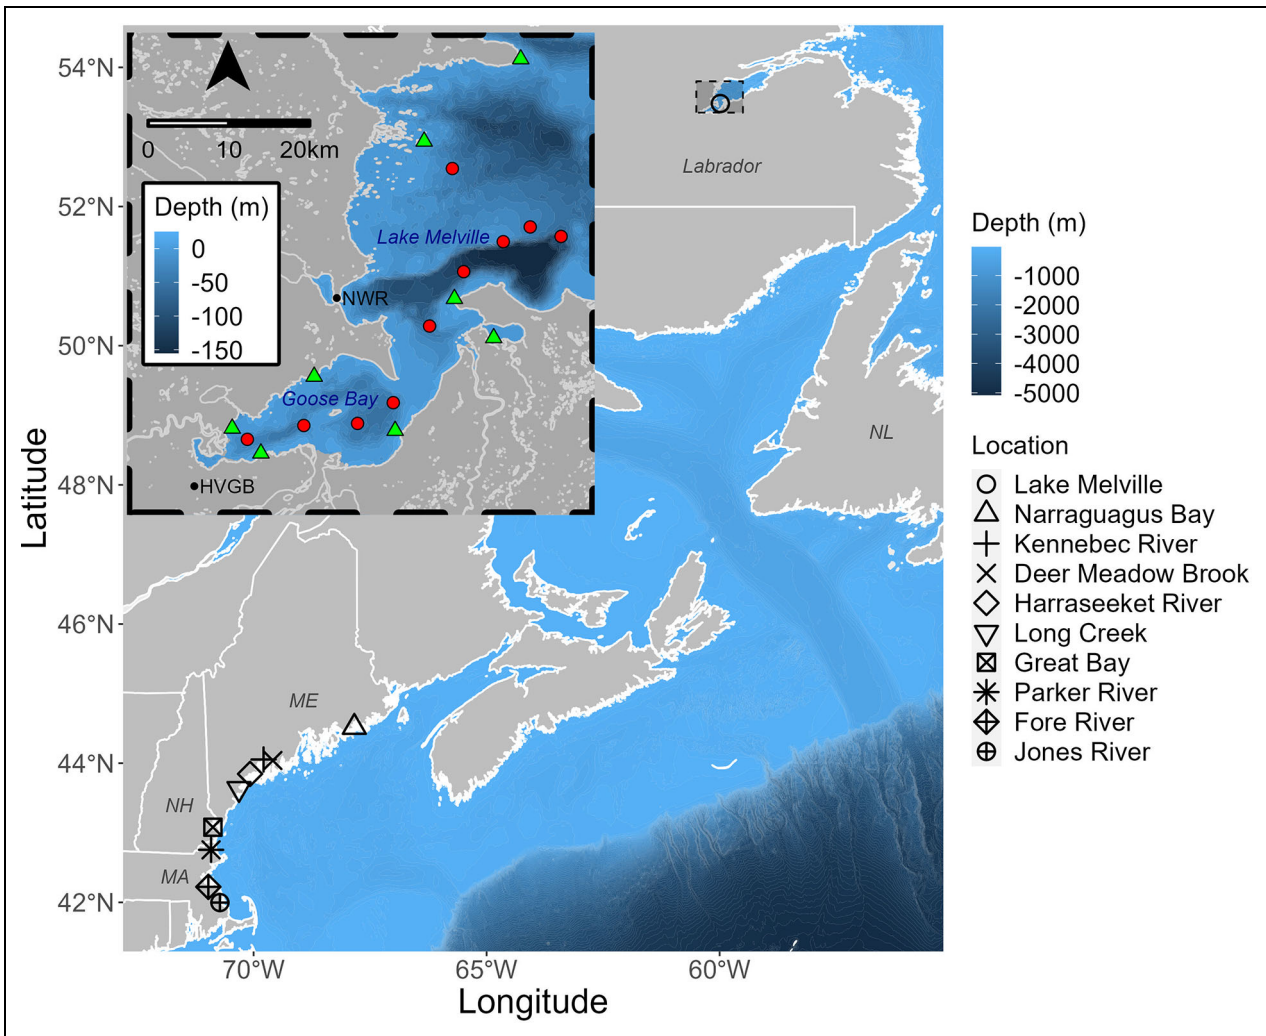 54°N
52°N
50°N
48°N
46°N
44°N
42°N
Latitude
70°W
65°W
60°W
Longitude
0 10 20km
Depth (m)
0
-50
-100
-150
Lake Melville
NWR
Goose Bay
HVGB
Labrador
NL
ME
NH
MA
Depth (m)
-1000
-2000
-3000
-4000
-5000
Location
Lake Melville
Narraguagus Bay
Kennebec River
Deer Meadow Brook
Harraseeket River
Long Creek
Great Bay
Parker River
Fore River
Jones River